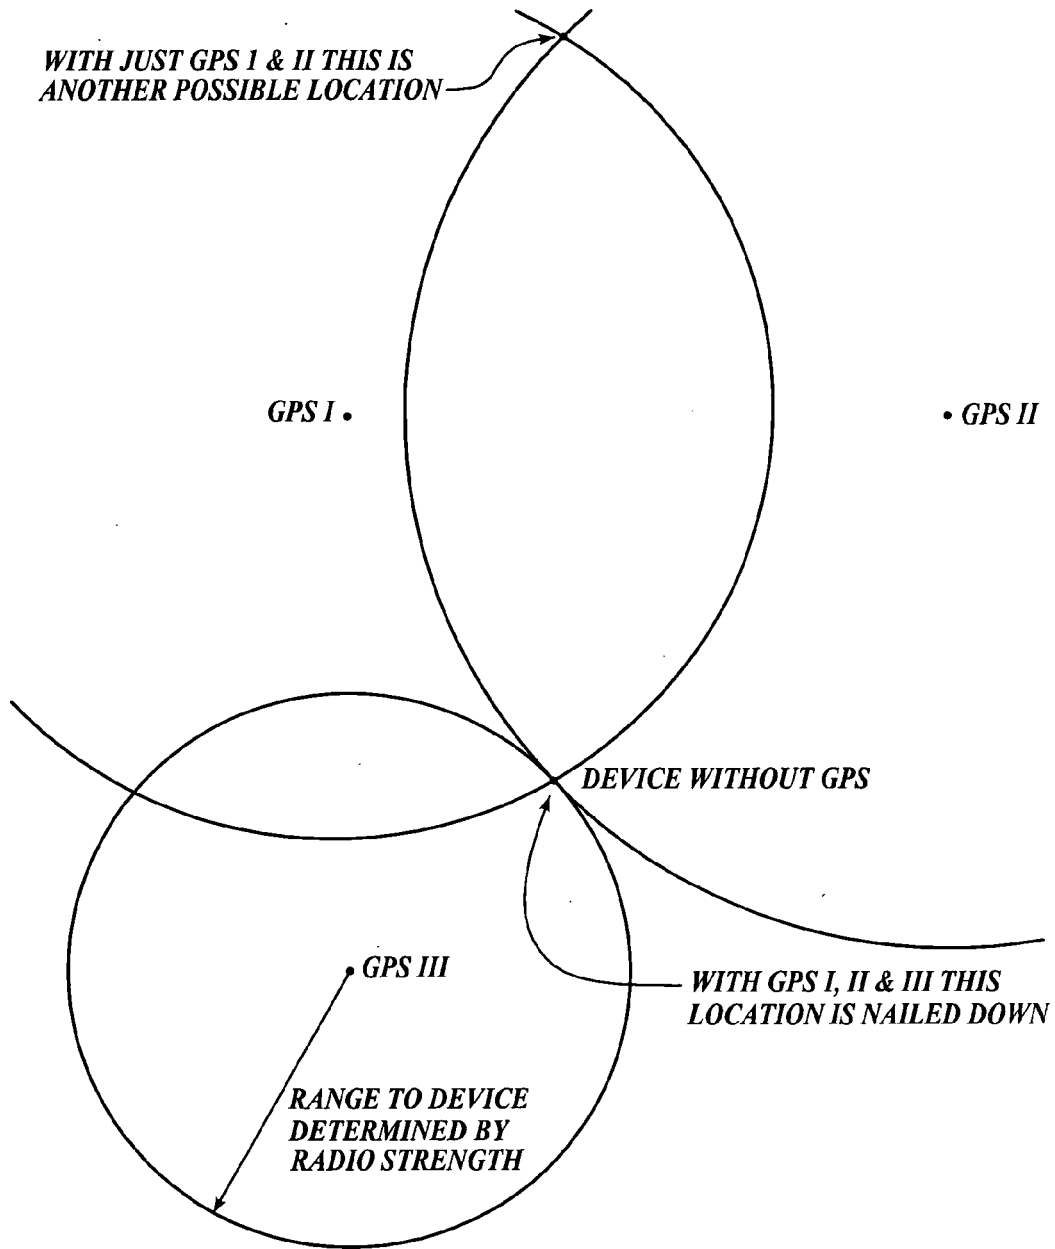 WITH JUST GPS 1 & II THIS IS
ANOTHER POSSIBLE LOCATION
GPS I
GPS II
DEVICE WITHOUT GPS
GPS III
WITH GPS I, II & III THIS
LOCATION IS NAILED DOWN
RANGE TO DEVICE
DETERMINED BY
RADIO STRENGTH